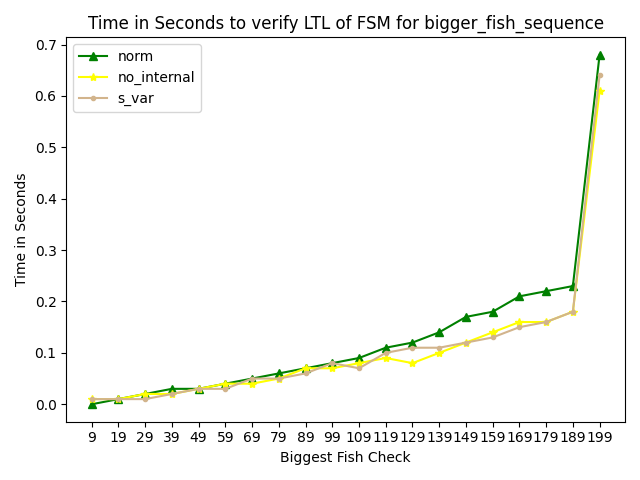 Time in Seconds to verify LTL of FSM for bigger_fish_sequence
norm
no_internal
s_var
Time in Seconds
0.7
0.6
0.5
0.4
0.3
0.2
0.1
0.0
9 19 29 39 49 59 69 79 89 99 109 119 129 139 149 159 169 179 189 199
Biggest Fish Check